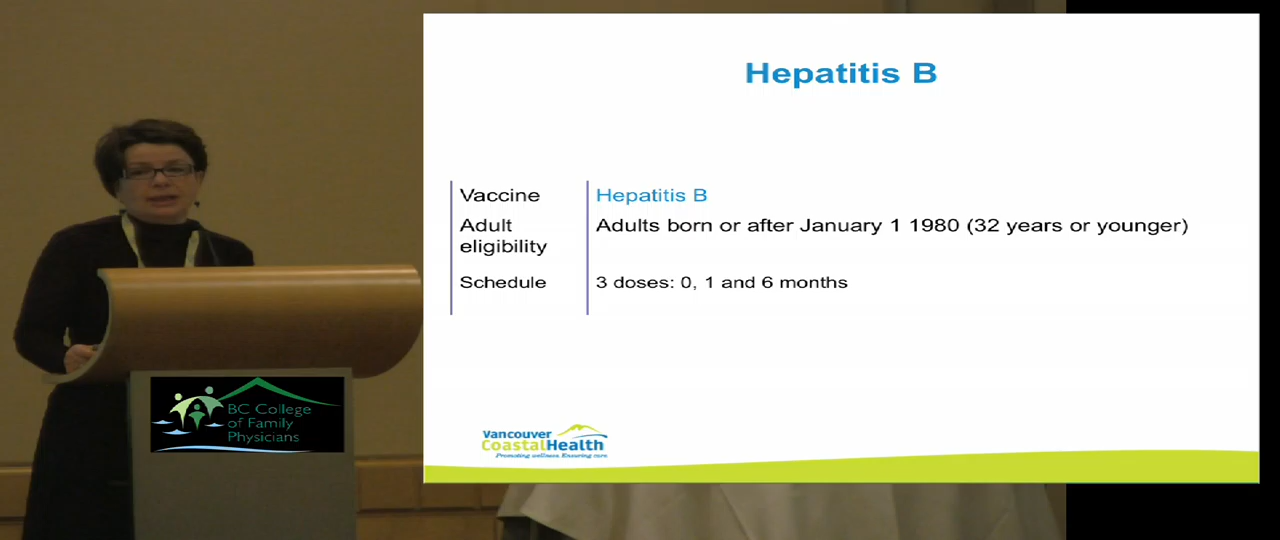 Hepatitis B
Vaccine
Hepatitis B
Adult
eligibility
Adults born or after January 1 1980 (32 years or younger)
Schedule
3 doses: 0, 1 and 6 months
Vancouver
CoastalHealth
Promoting wellness. Ensuring care.
BC College
of Family
Physicians